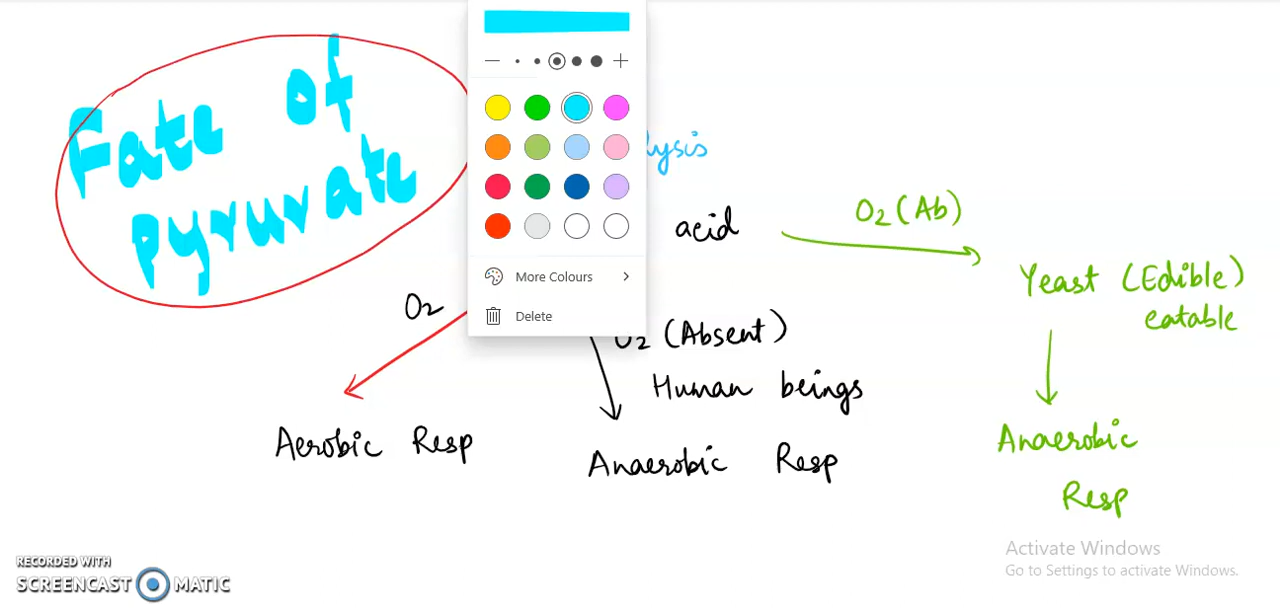 Fate of
pyruvate
lysis
acid
O2 (Ab)
Yeast (Edible)
eatable
O2
O2 (Absent)
Human beings
Aerobic Resp
Anaerobic Resp
Anaerobic
Resp
More Colours
Delete
Activate Windows
Go to Settings to activate Windows.
RECORDED WITH
SCREENCAST MATIC